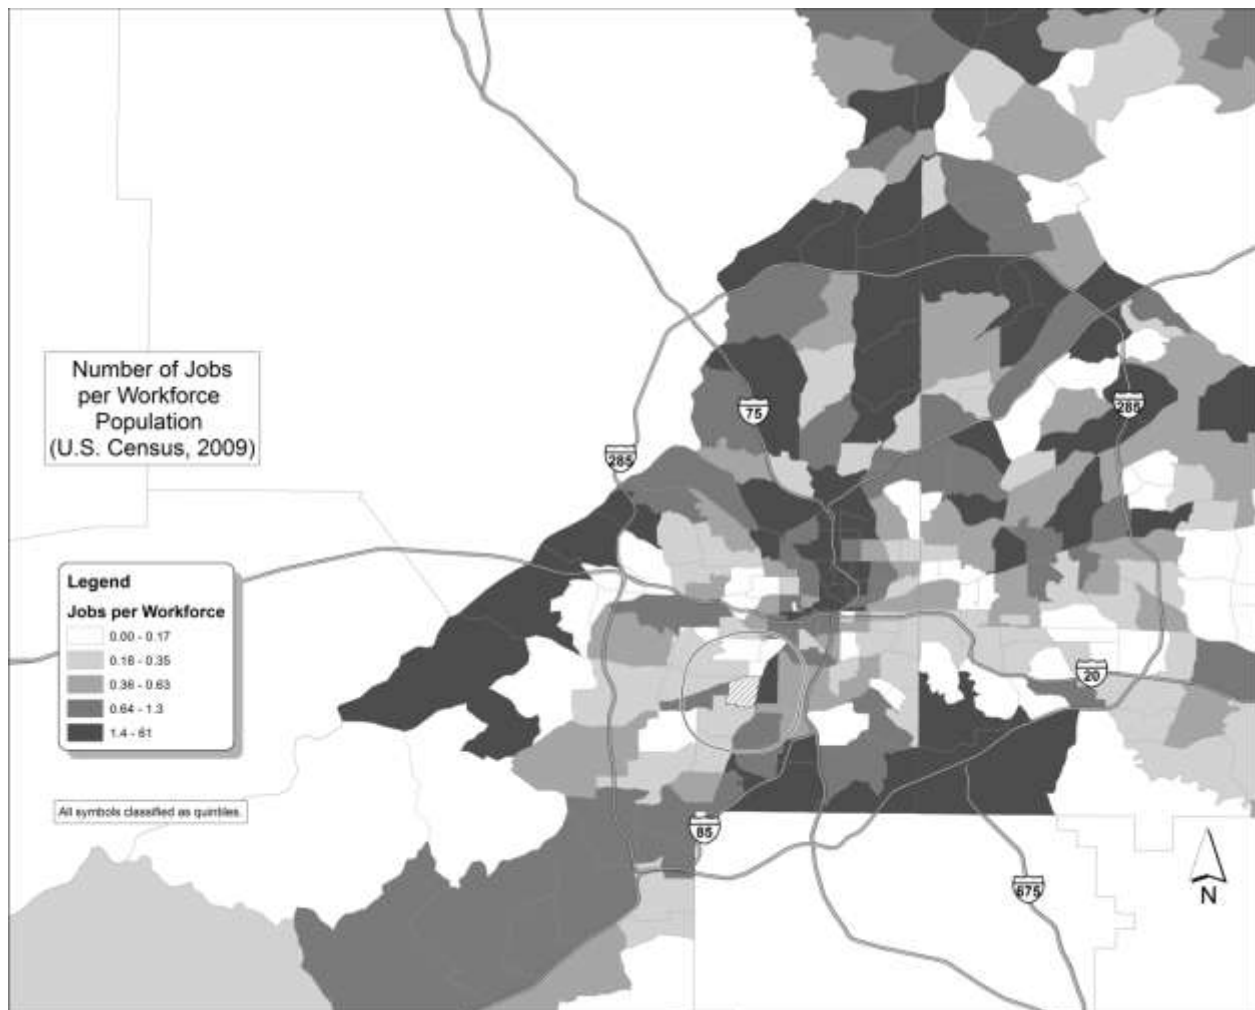 Number of Jobs
per Workforce
Population
(U.S. Census, 2009)
75
285
285
Legend
Jobs per Workforce
0.00 - 0.17
0.18 - 0.35
0.36 - 0.63
0.64 - 1.3
1.4 - 61
20
All symbols classified as quintiles.
85
675
N